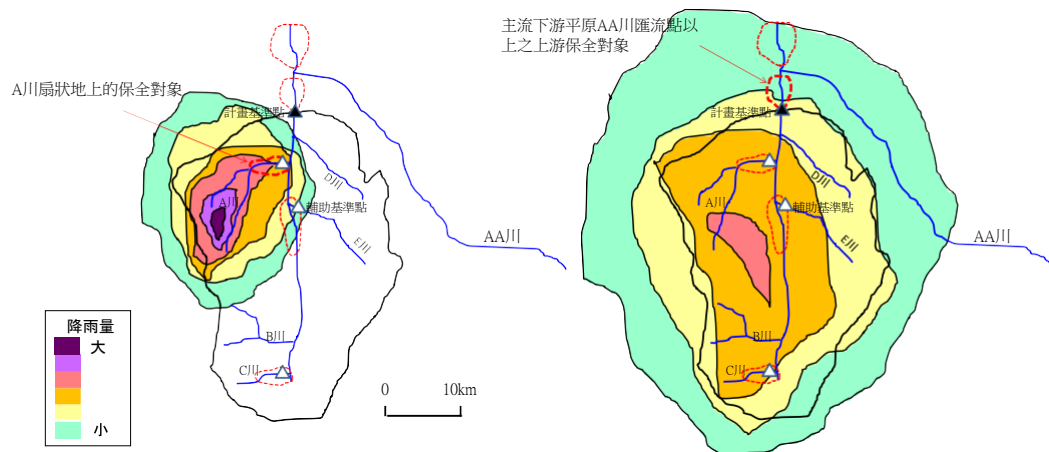 A川扇狀地上的保全對象
計畫基準點
A川
D川
輔助基準點
E川
AA川
B川
C川
降雨量
大
小
0 10km
主流下游平原AA川匯流點以
上之上游保全對象
計畫基準點
A川
D川
輔助基準點
E川
AA川
B川
C川